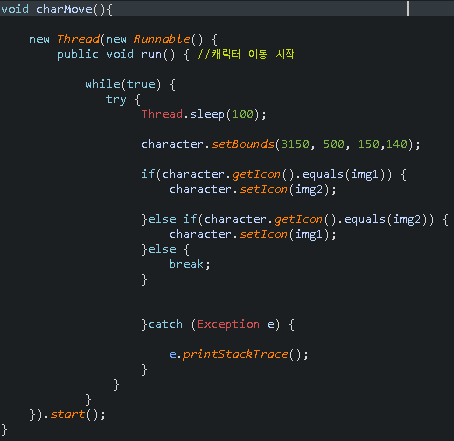 void charMove(){
new Thread(new Runnable() {
public void run() { //캐릭터 이동 시작
while(true) {
try {
Thread.sleep(100);
character.setBounds(3150, 500, 150,140);
if(character.getIcon().equals(img1)) {
character.setIcon(img2);
}else if(character.getIcon().equals(img2)) {
character.setIcon(img1);
}else {
break;
}
}catch (Exception e) {
e.printStackTrace();
}
}
}
}).start();
}